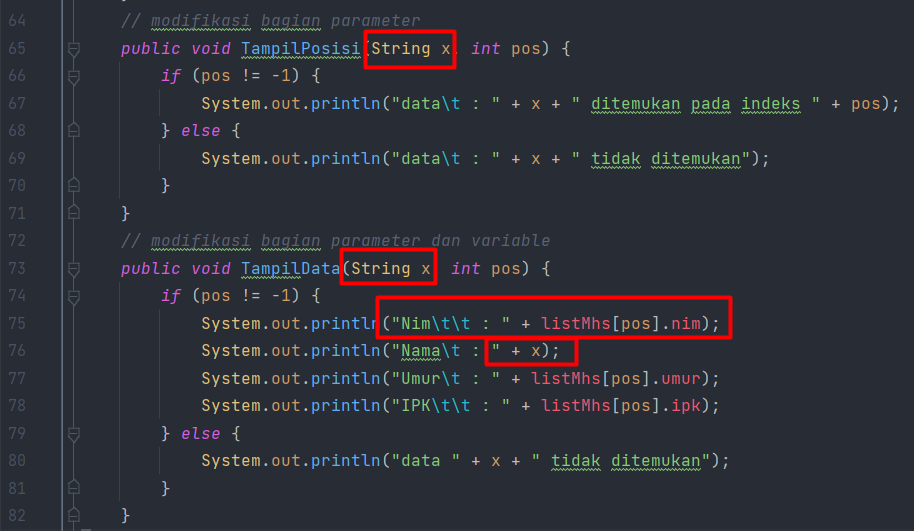 64 // modifikasi bagian parameter
65 public void TampilPosisi(String x, int pos) {
66 if (pos != -1) {
67 System.out.println("data\t : " + x + " ditemukan pada indeks " + pos);
68 } else {
69 System.out.println("data\t : " + x + " tidak ditemukan");
70 }
71 }
72 // modifikasi bagian parameter dan variable
73 public void TampilData(String x int pos) {
74 if (pos != -1) {
75 System.out.println("Nim\t\t : " + listMhs[pos].nim);
76 System.out.println("Nama\t : " + x);
77 System.out.println("Umur\t : " + listMhs[pos].umur);
78 System.out.println("IPK\t\t : " + listMhs[pos].ipk);
79 } else {
80 System.out.println("data " + x + " tidak ditemukan");
81 }
82 }